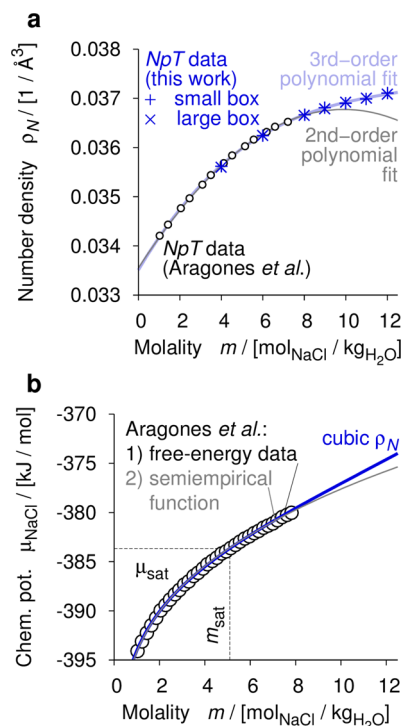 a
0.038
0.037
0.036
0.035
0.034
0.033
Number density ρN / [1 / Å3]
NpT data
(this work)
+ small box
× large box
3rd−order
polynomial fit
2nd−order
polynomial
fit
NpT data
(Aragones et al.)
0 2 4 6 8 10 12
Molality m / [molNaCl / kgH2O]
b
-370
-375
-380
-385
-390
-395
Chem. pot. μNaCl / [kJ / mol]
Aragones et al.:
1) free-energy data
2) semiempirical
function
cubic ρN
μsat
msat
0 2 4 6 8 10 12
Molality m / [molNaCl / kgH2O]